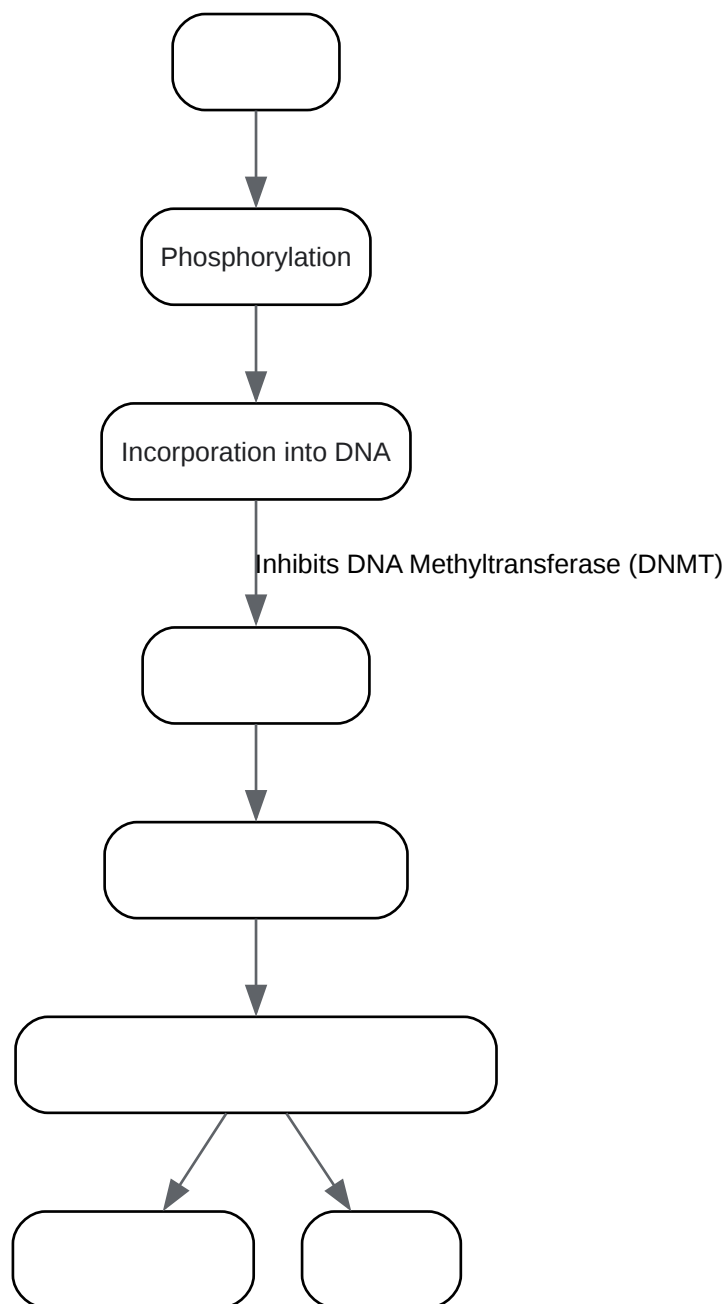 Phosphorylation
Incorporation into DNA
Inhibits DNA Methyltransferase (DNMT)